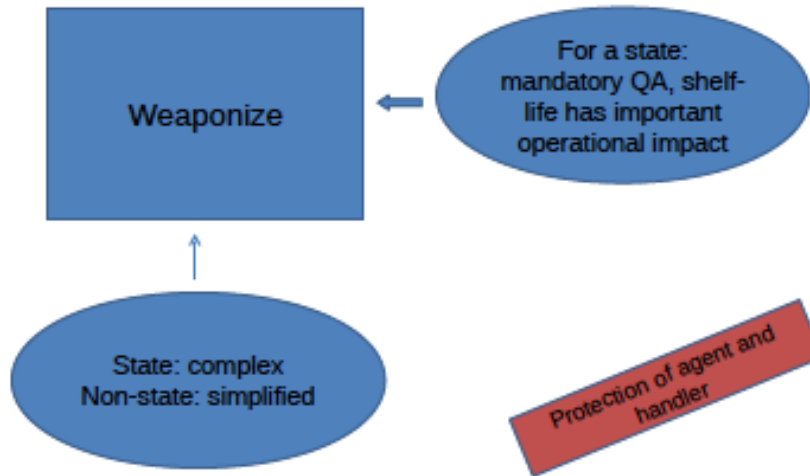 Weaponize
For a state:
mandatory QA, shelf-
life has important
operational impact
State: complex
Non-state: simplified
Protection of agent and
handler